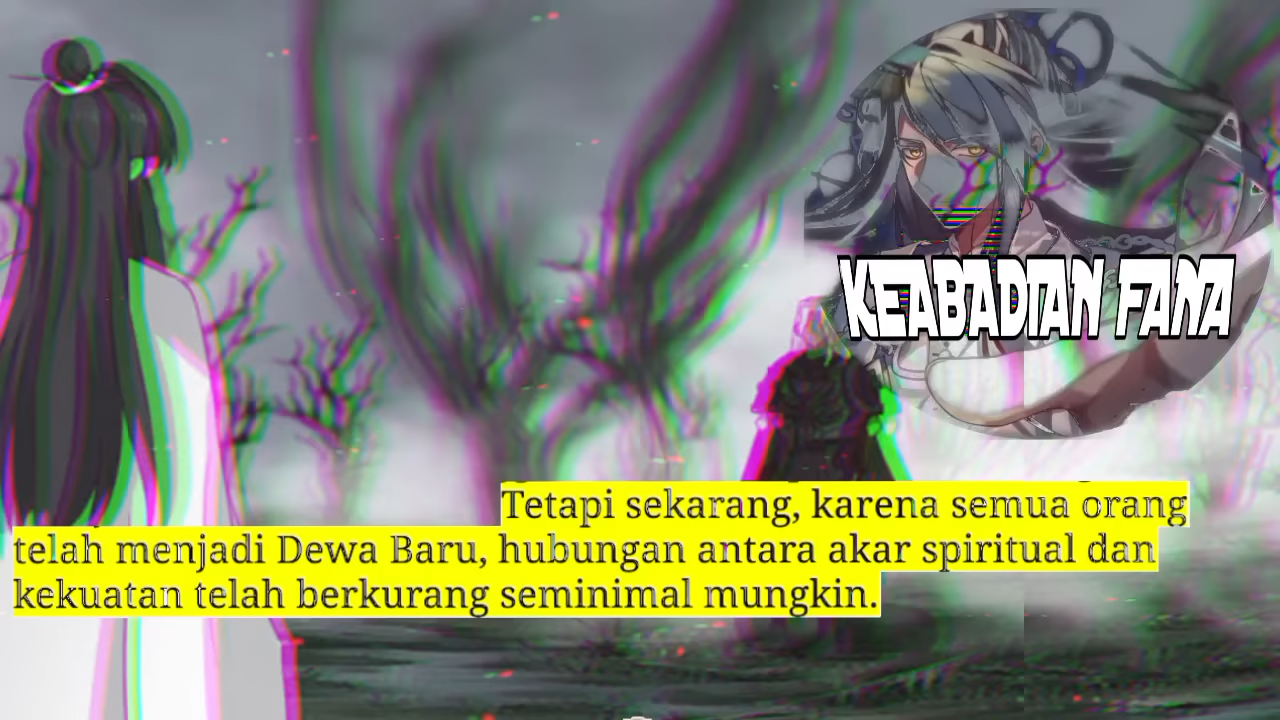 KEABADIAN FANA
Tetapi sekarang, karena semua orang
telah menjadi Dewa Baru, hubungan antara akar spiritual dan
kekuatan telah berkurang seminimal mungkin.